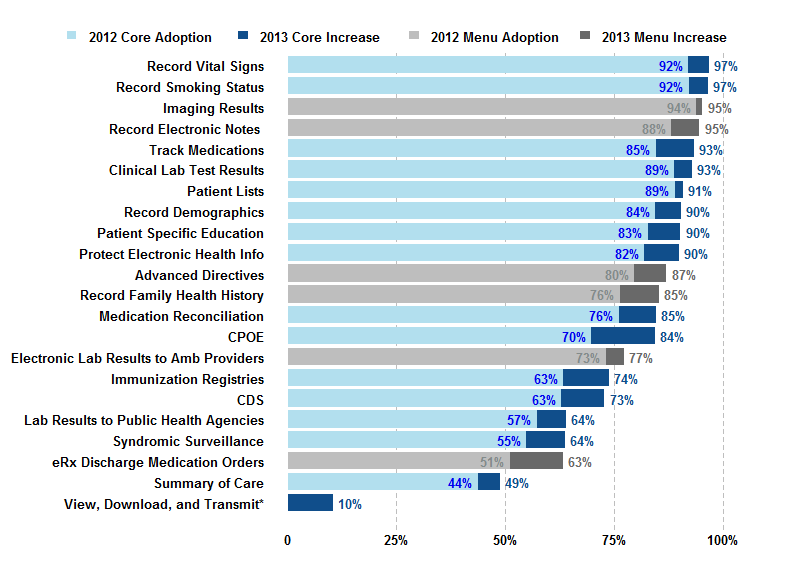 2012 Core Adoption 2013 Core Increase 2012 Menu Adoption 2013 Menu Increase
Record Vital Signs 92% 97%
Record Smoking Status 92% 97%
Imaging Results 94% 95%
Record Electronic Notes 88% 95%
Track Medications 85% 93%
Clinical Lab Test Results 89% 93%
Patient Lists 89% 91%
Record Demographics 84% 90%
Patient Specific Education 83% 90%
Protect Electronic Health Info 82% 90%
Advanced Directives 80% 87%
Record Family Health History 76% 85%
Medication Reconciliation 76% 85%
CPOE 70% 84%
Electronic Lab Results to Amb Providers 73% 77%
Immunization Registries 63% 74%
CDS 63% 73%
Lab Results to Public Health Agencies 57% 64%
Syndromic Surveillance 55% 64%
eRx Discharge Medication Orders 51% 63%
Summary of Care 44% 49%
View, Download, and Transmit* 10%
0 25% 50% 75% 100%